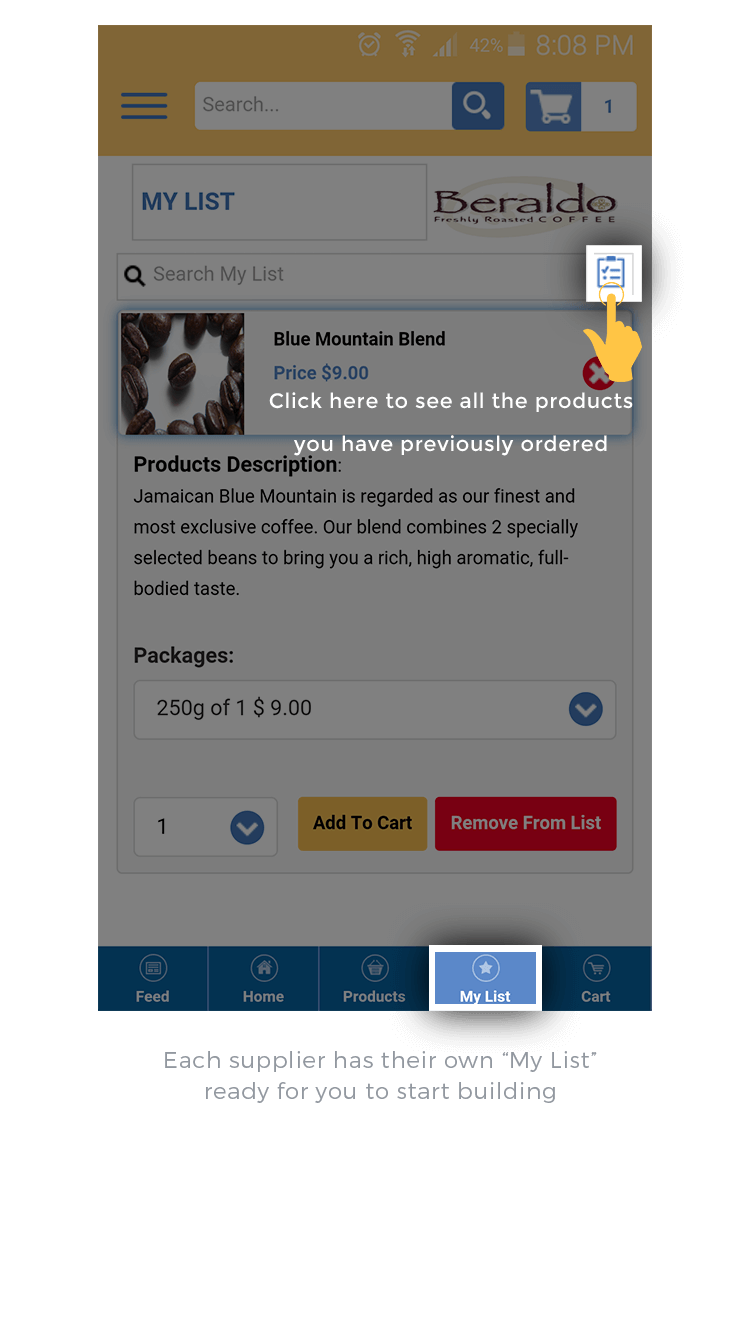 42% 8:08 PM
Search... 1
MY LIST
Beraldo
Freshly Roasted COFFEE
Search My List
Blue Mountain Blend
Price $9.00
Click here to see all the products
you have previously ordered
Products Description:
Jamaican Blue Mountain is regarded as our finest and
most exclusive coffee. Our blend combines 2 specially
selected beans to bring you a rich, high aromatic, full-
bodied taste.
Packages:
250g of 1 $ 9.00
1 Add To Cart Remove From List
Feed Home Products My List Cart
Each supplier has their own “My List”
ready for you to start building